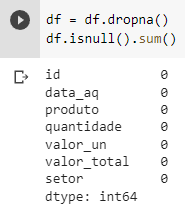 df = df.dropna()
df.isnull().sum()
id 0
data_aq 0
produto 0
quantidade 0
valor_un 0
valor_total 0
setor 0
dtype: int64